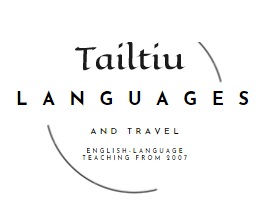 Tailtiu
LANGUAGES
AND TRAVEL
ENGLISH-LANGUAGE
TEACHING FROM 2007